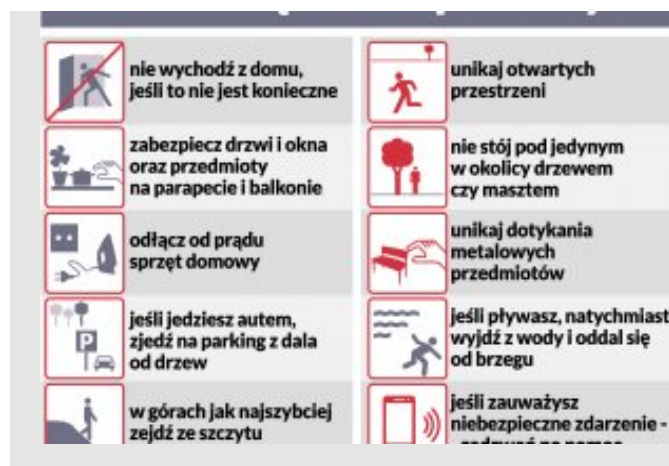 nie wychodź z domu,
jeśli to nie jest konieczne
zabezpiecz drzwi i okna
oraz przedmioty
na parapecie i balkonie
odłącz od prądu
sprzęt domowy
P
jeśli jedziesz autem,
zjedź na parking z dala
od drzew
w górach jak najszybciej
zejdź ze szczytu
unikaj otwartych
przestrzeni
nie stój pod jedynym
w okolicy drzewem
czy masztem
unikaj dotykania
metalowych
przedmiotów
jeśli pływasz, natychmiast
wyjdź z wody i oddal się
od brzegu
jeśli zauważysz
niebezpieczne zdarzenie -